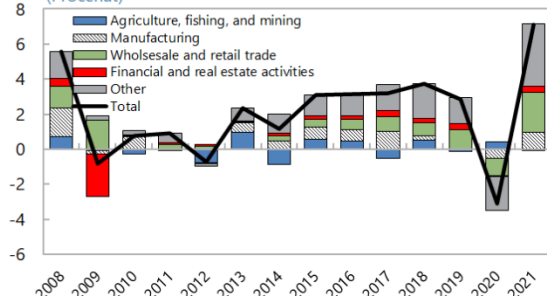 (Procenat)
8
Agriculture, fishing, and mining
6
Manufacturing
Wholsesale and retail trade
4
Financial and real estate activities
Other
2
Total
0
-2
-4
-6
2008 2009 2010 2011 2012 2013 2014 2015 2016 2017 2018 2019 2020 2021